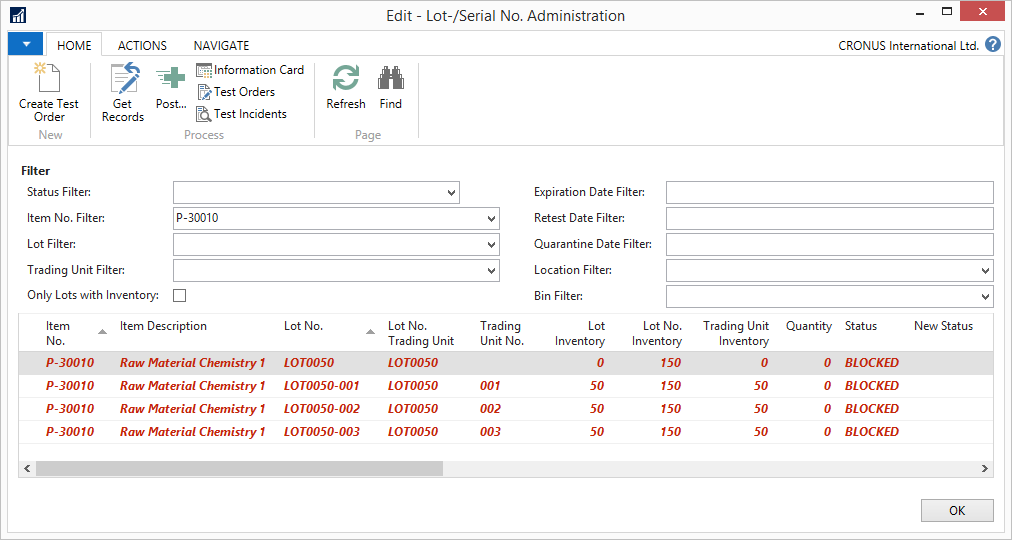 Edit - Lot-/Serial No. Administration
HOME ACTIONS NAVIGATE CRONUS International Ltd. ?
Create Test Order
Get Records
Post...
Information Card
Test Orders
Test Incidents
Refresh
Find
New Process Page
Filter
Status Filter: Expiration Date Filter:
Item No. Filter: P-30010 Retest Date Filter:
Lot Filter: Quarantine Date Filter:
Trading Unit Filter: Location Filter:
Only Lots with Inventory: Bin Filter:
Item No. Item Description Lot No. Lot No. Trading Unit Trading Unit No. Lot Inventory Lot No. Inventory Trading Unit Inventory Quantity Status New Status
P-30010 Raw Material Chemistry 1 LOT0050 LOT0050 0 150 0 0 BLOCKED
P-30010 Raw Material Chemistry 1 LOT0050-001 LOT0050 001 50 150 50 0 BLOCKED
P-30010 Raw Material Chemistry 1 LOT0050-002 LOT0050 002 50 150 50 0 BLOCKED
P-30010 Raw Material Chemistry 1 LOT0050-003 LOT0050 003 50 150 50 0 BLOCKED
OK